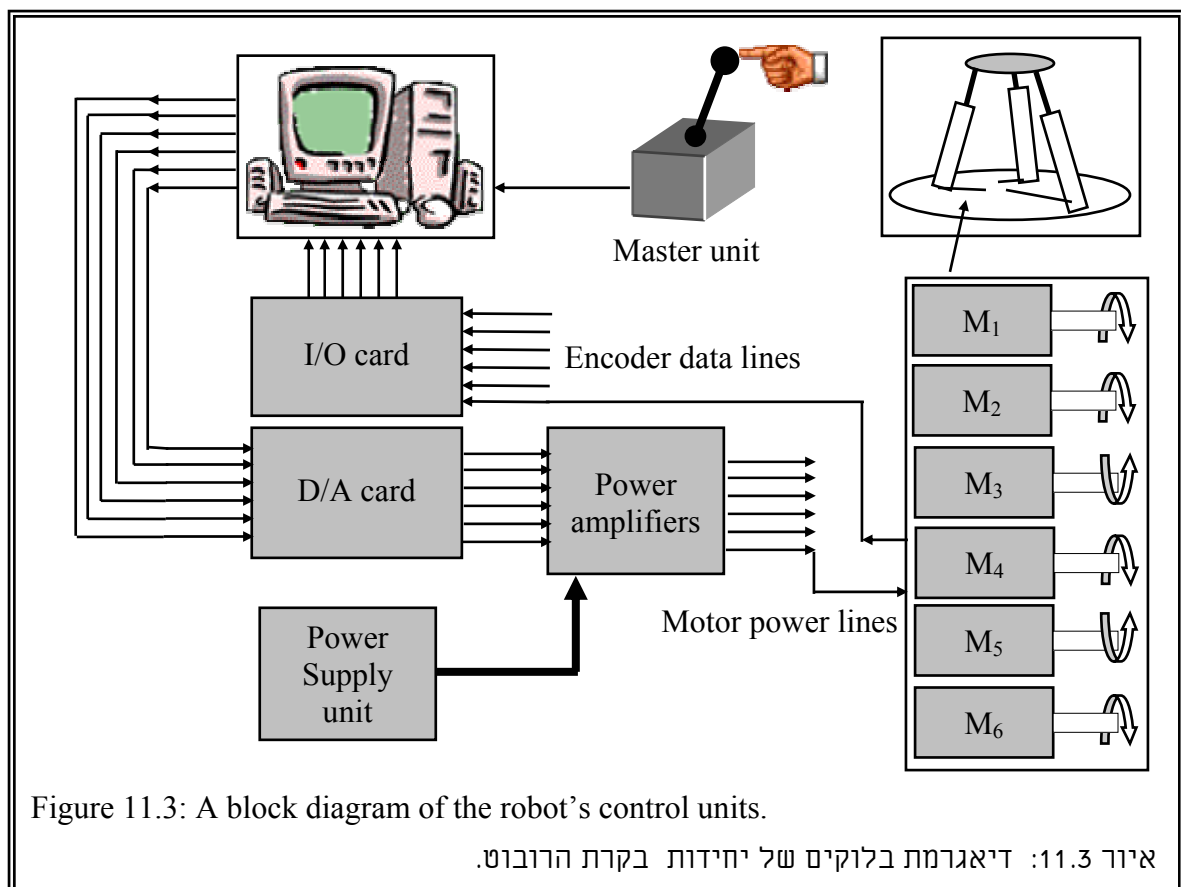 Master unit
I/O card
Encoder data lines
D/A card
Power
amplifiers
Power
Supply
unit
Motor power lines
M₁
M₂
M₃
M₄
M₅
M₆
Figure 11.3: A block diagram of the robot’s control units.
איור 11.3: דיאגרמת בלוקים של יחידות בקרת הרובוט.